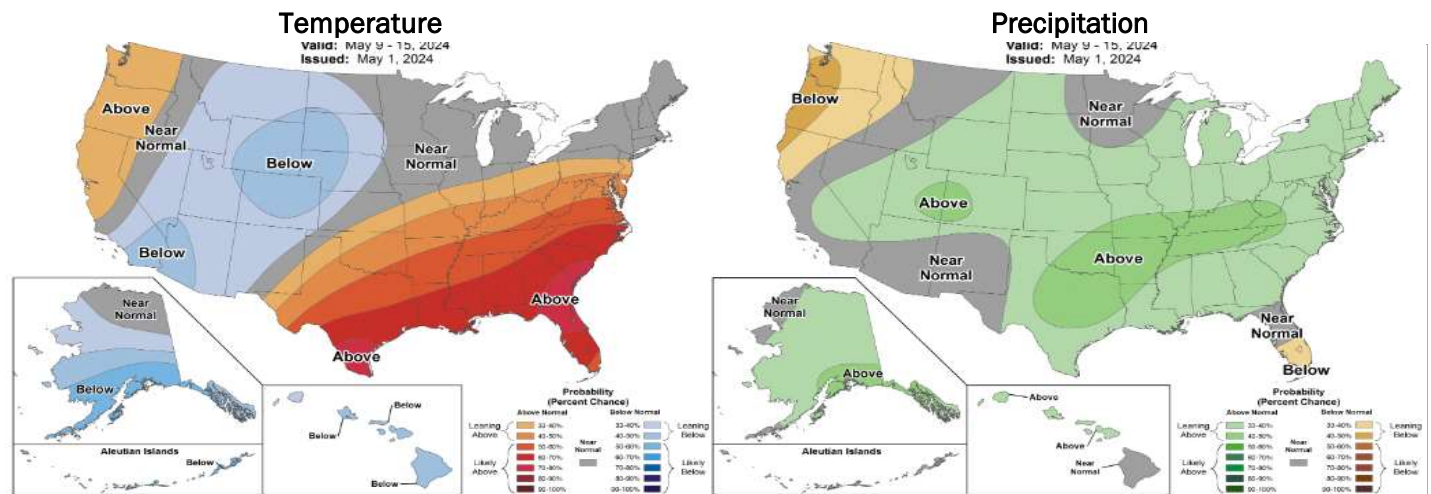 Temperature
Valid: May 9 - 15, 2024
Issued: May 1, 2024
Above
Near
Normal
Below
Near
Normal
Below
Above
Above
Near
Normal
Below
Aleutian Islands
Below
Below
Below
Below
Probability
(Percent Chance)
Above Normal
Below Normal
Leaning
Above
33-40%
40-50%
Likely
Above
50-60%
60-70%
70-80%
80-90%
90-100%
Near
Normal
33-40%
40-50%
Leaning
Below
50-60%
60-70%
70-80%
80-90%
90-100%
Likely
Below
Precipitation
Valid: May 9 - 15, 2024
Issued: May 1, 2024
Below
Near
Normal
Above
Above
Near
Normal
Near
Normal
Below
Near
Normal
Above
Aleutian Islands
Above
Above
Near
Normal
Probability
(Percent Chance)
Above Normal
Below Normal
Leaning
Above
33-40%
40-50%
Likely
Above
50-60%
60-70%
70-80%
80-90%
90-100%
Near
Normal
33-40%
40-50%
Leaning
Below
50-60%
60-70%
70-80%
80-90%
90-100%
Likely
Below